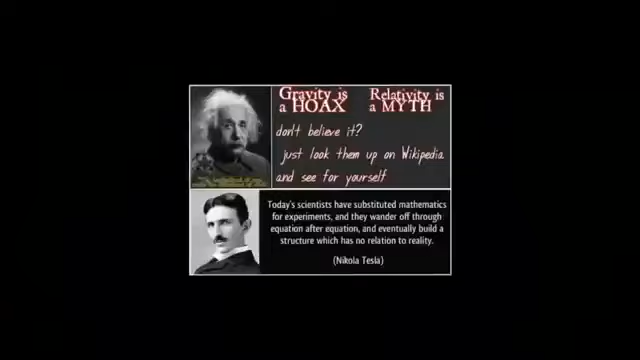 Gravity is
a HOAX
Relativity is
a MYTH
don't believe it?
just look them up on Wikipedia
and see for yourself
Today's scientists have substituted mathematics
for experiments, and they wander off through
equation after equation, and eventually build a
structure which has no relation to reality.
(Nikola Tesla)